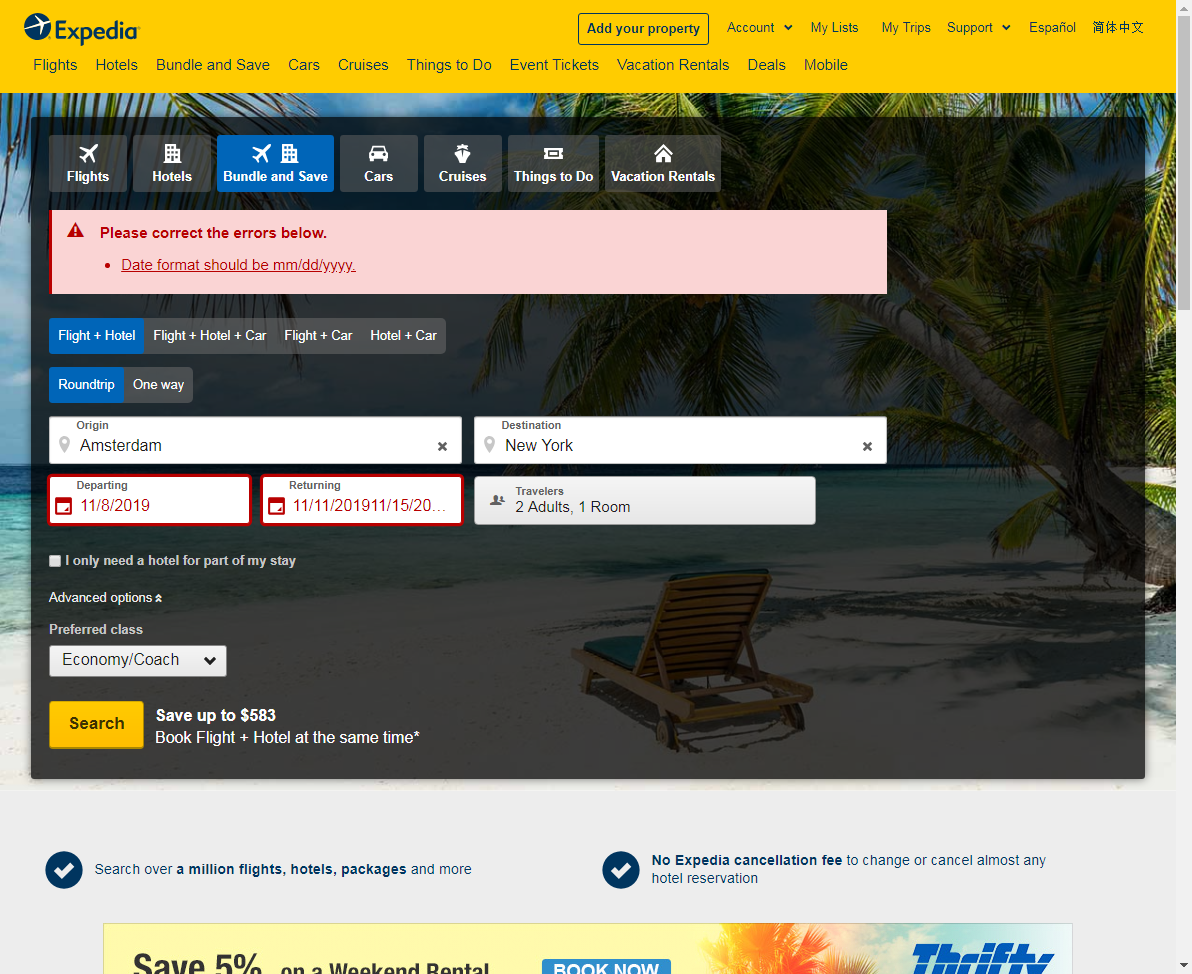 Expedia
Add your property
Account
My Lists
My Trips
Support
Español
简体中文
Flights
Hotels
Bundle and Save
Cars
Cruises
Things to Do
Event Tickets
Vacation Rentals
Deals
Mobile
Flights
Hotels
Bundle and Save
Cars
Cruises
Things to Do
Vacation Rentals
Please correct the errors below.
Date format should be mm/dd/yyyy.
Flight + Hotel
Flight + Hotel + Car
Flight + Car
Hotel + Car
Roundtrip
One way
Origin
Amsterdam
Destination
New York
Departing
11/8/2019
Returning
11/11/201911/15/20...
Travelers
2 Adults, 1 Room
I only need a hotel for part of my stay
Advanced options
Preferred class
Economy/Coach
Search
Save up to $583
Book Flight + Hotel at the same time*
Search over a million flights, hotels, packages and more
No Expedia cancellation fee to change or cancel almost any
hotel reservation
Save 5% on a Weekend Rental
BOOK NOW
Thrifty